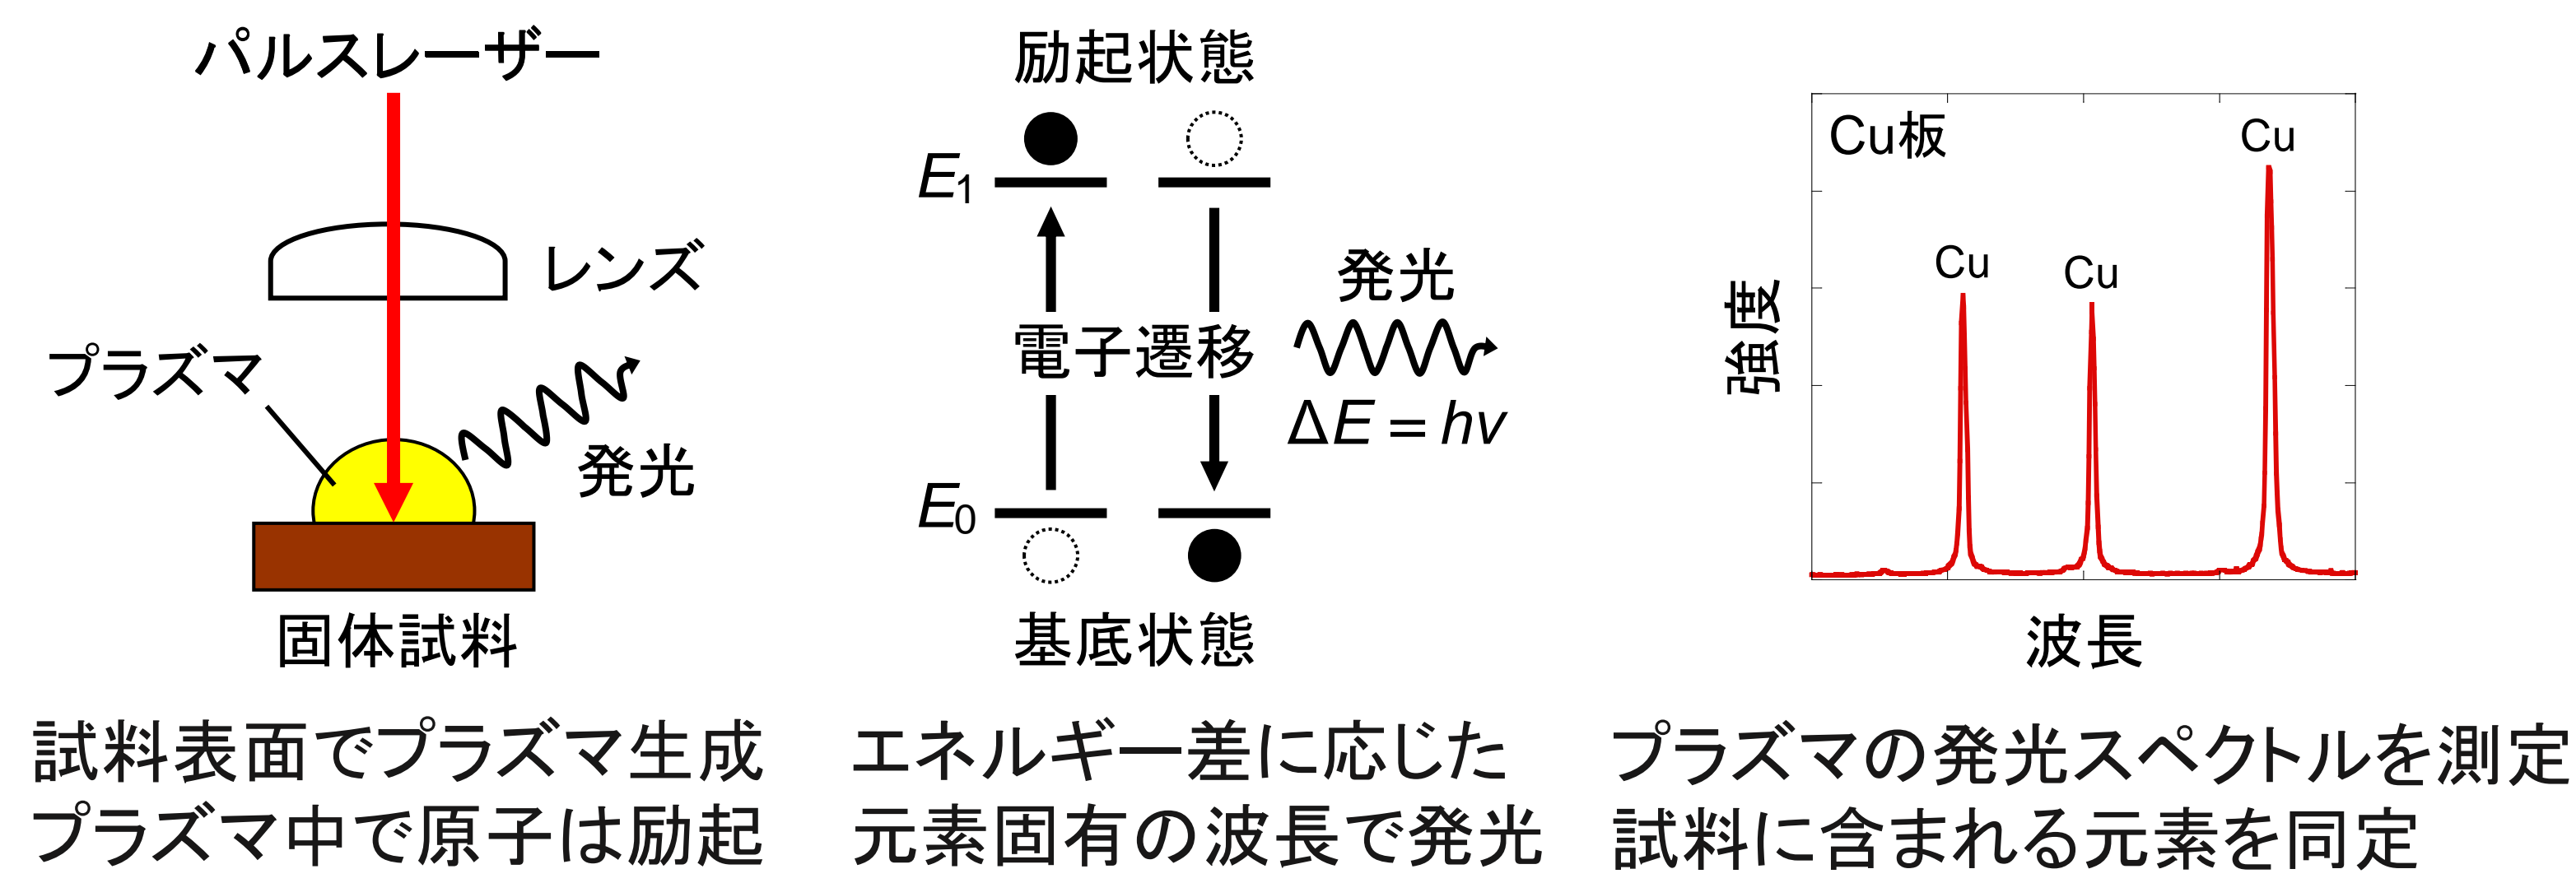 パルスレーザー
レンズ
プラズマ
発光
固体試料
試料表面でプラズマ生成
プラズマ中で原子は励起
励起状態
E1
電子遷移
発光
ΔE = hν
E0
基底状態
エネルギー差に応じた
元素固有の波長で発光
Cu板
Cu
Cu
Cu
強度
波長
プラズマの発光スペクトルを測定
試料に含まれる元素を同定